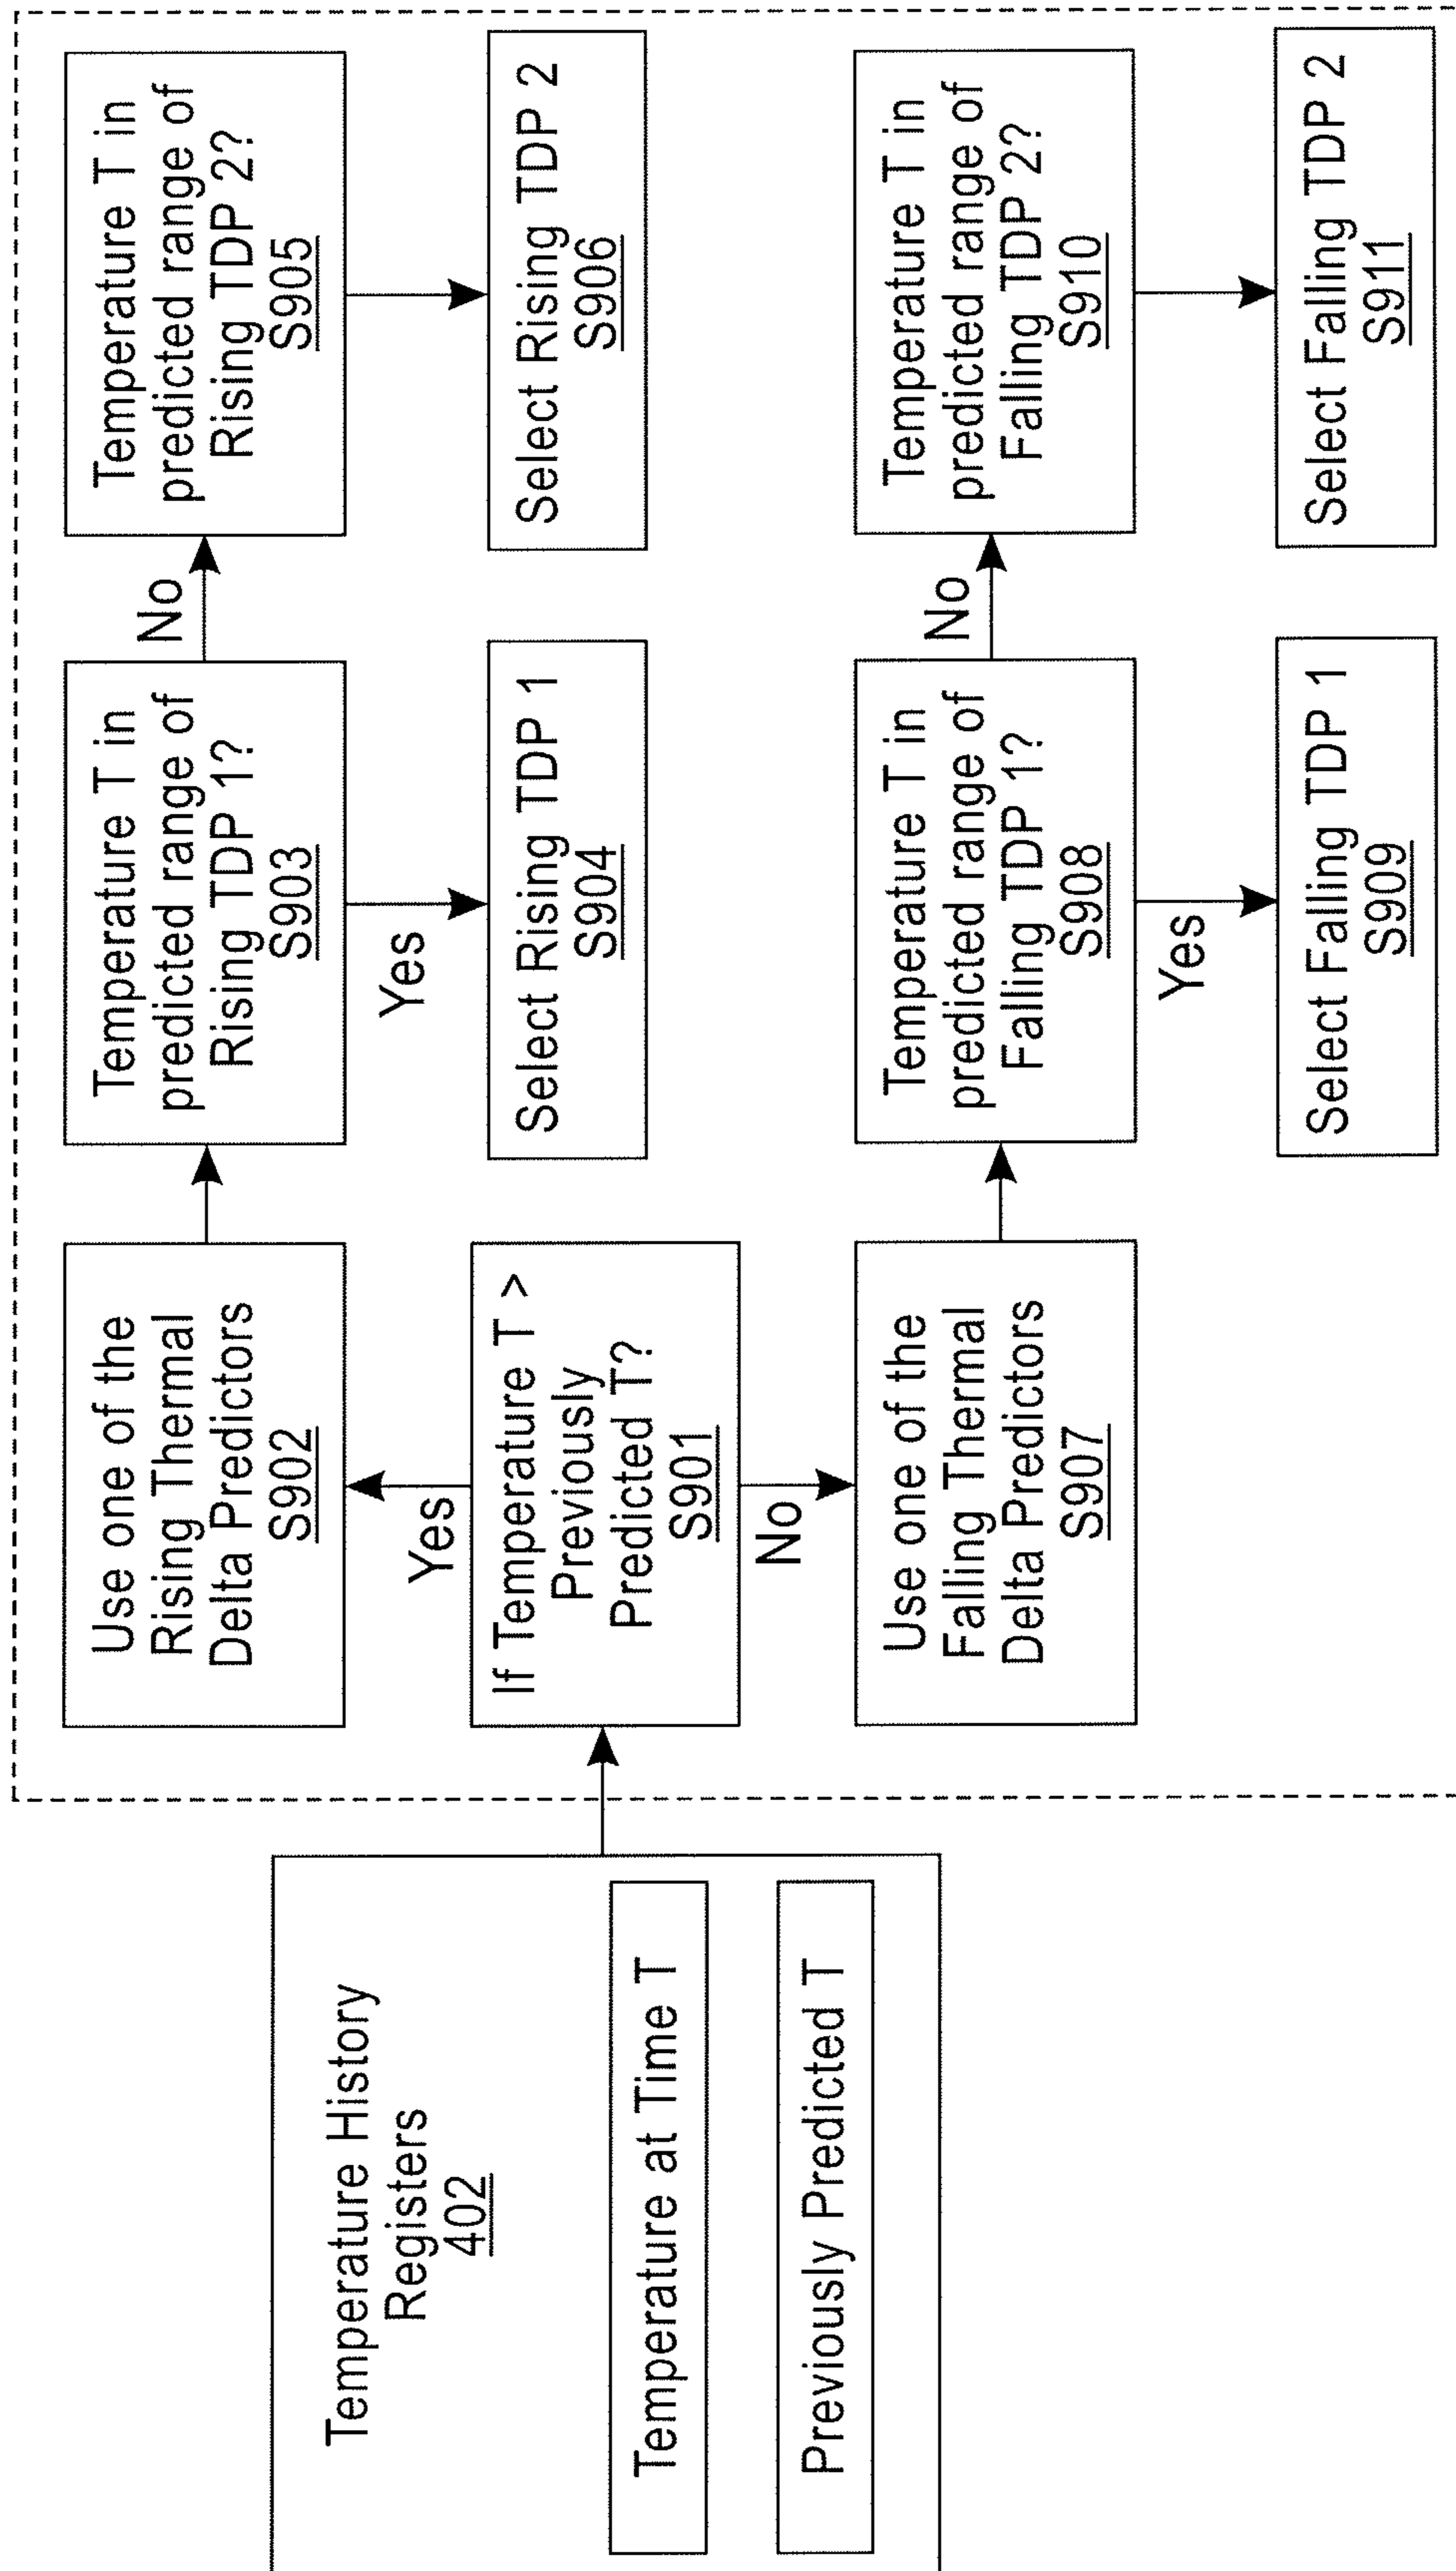 Temperature History
Registers
402
Temperature at Time T
Previously Predicted T
Use one of the
Rising Thermal
Delta Predictors
S902
Yes
If Temperature T >
Previously
Predicted T?
S901
No
Use one of the
Falling Thermal
Delta Predictors
S907
Temperature T in
predicted range of
Rising TDP 1?
S903
Yes
Select Rising TDP 1
S904
Temperature T in
predicted range of
Falling TDP 1?
S908
Yes
Select Falling TDP 1
S909
No
Temperature T in
predicted range of
Rising TDP 2?
S905
Select Rising TDP 2
S906
No
Temperature T in
predicted range of
Falling TDP 2?
S910
Select Falling TDP 2
S911